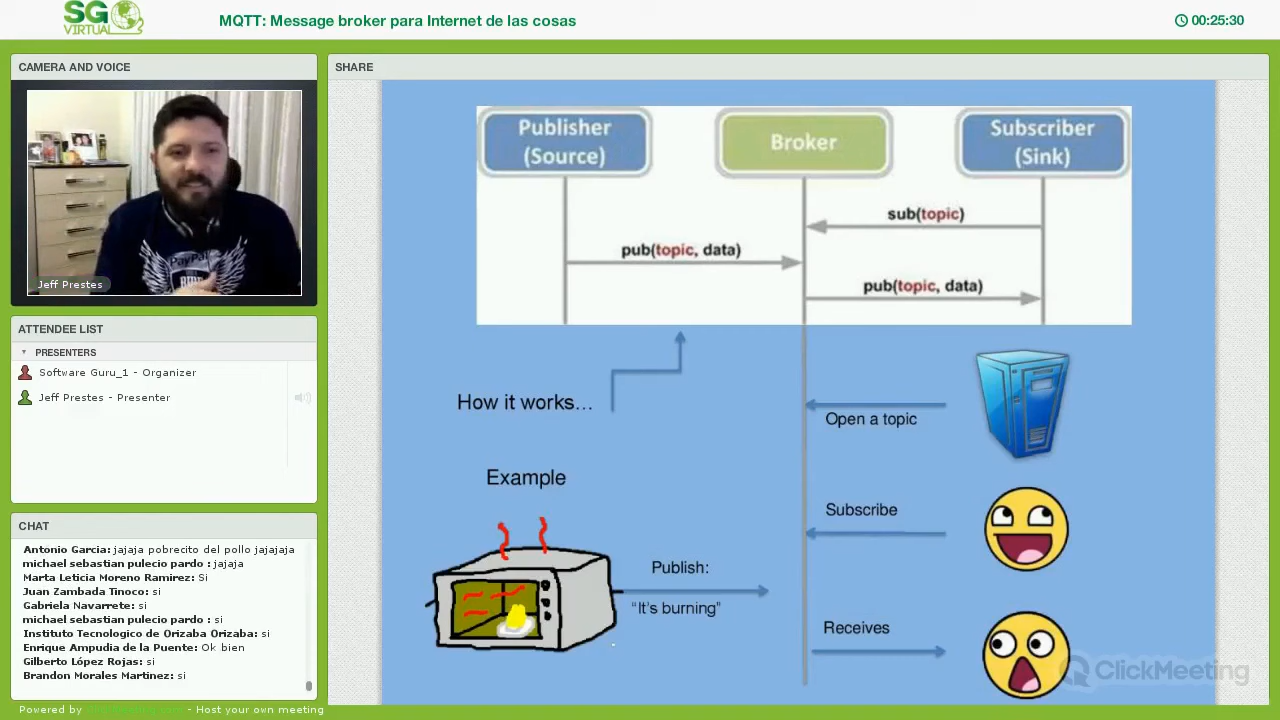 SG
VIRTUAL
MQTT: Message broker para Internet de las cosas
00:25:30
CAMERA AND VOICE
PayPal
Jeff Prestes
ATTENDEE LIST
PRESENTERS
Software Guru_1 - Organizer
Jeff Prestes - Presenter
CHAT
Antonio Garcia: jajaja pobrecito del pollo jajajaja
michael sebastian pulecio pardo : jajaja
Marta Leticia Moreno Ramirez: Si
Juan Zambada Tinoco: si
Gabriela Navarrete: si
michael sebastian pulecio pardo : si
Instituto Tecnologico de Orizaba Orizaba: si
Enrique Ampudia de la Puente: Ok bien
Gilberto López Rojas: si
Brandon Morales Martinez: si
Powered by ClickMeeting.com - Host your own meeting
SHARE
Publisher
(Source)
Broker
Subscriber
(Sink)
sub(topic)
pub(topic, data)
pub(topic, data)
How it works...
Open a topic
Example
Subscribe
Publish:
"It's burning"
Receives
ClickMeeting